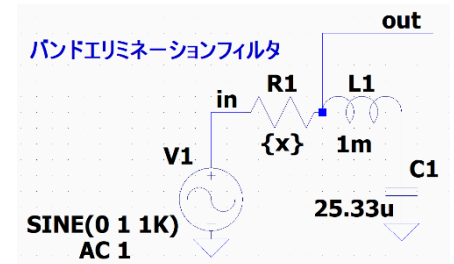 out
バンドエリミネーションフィルタ
R1
L1
in
{x}
1m
V1
C1
25.33u
SINE(0 1 1K)
AC 1